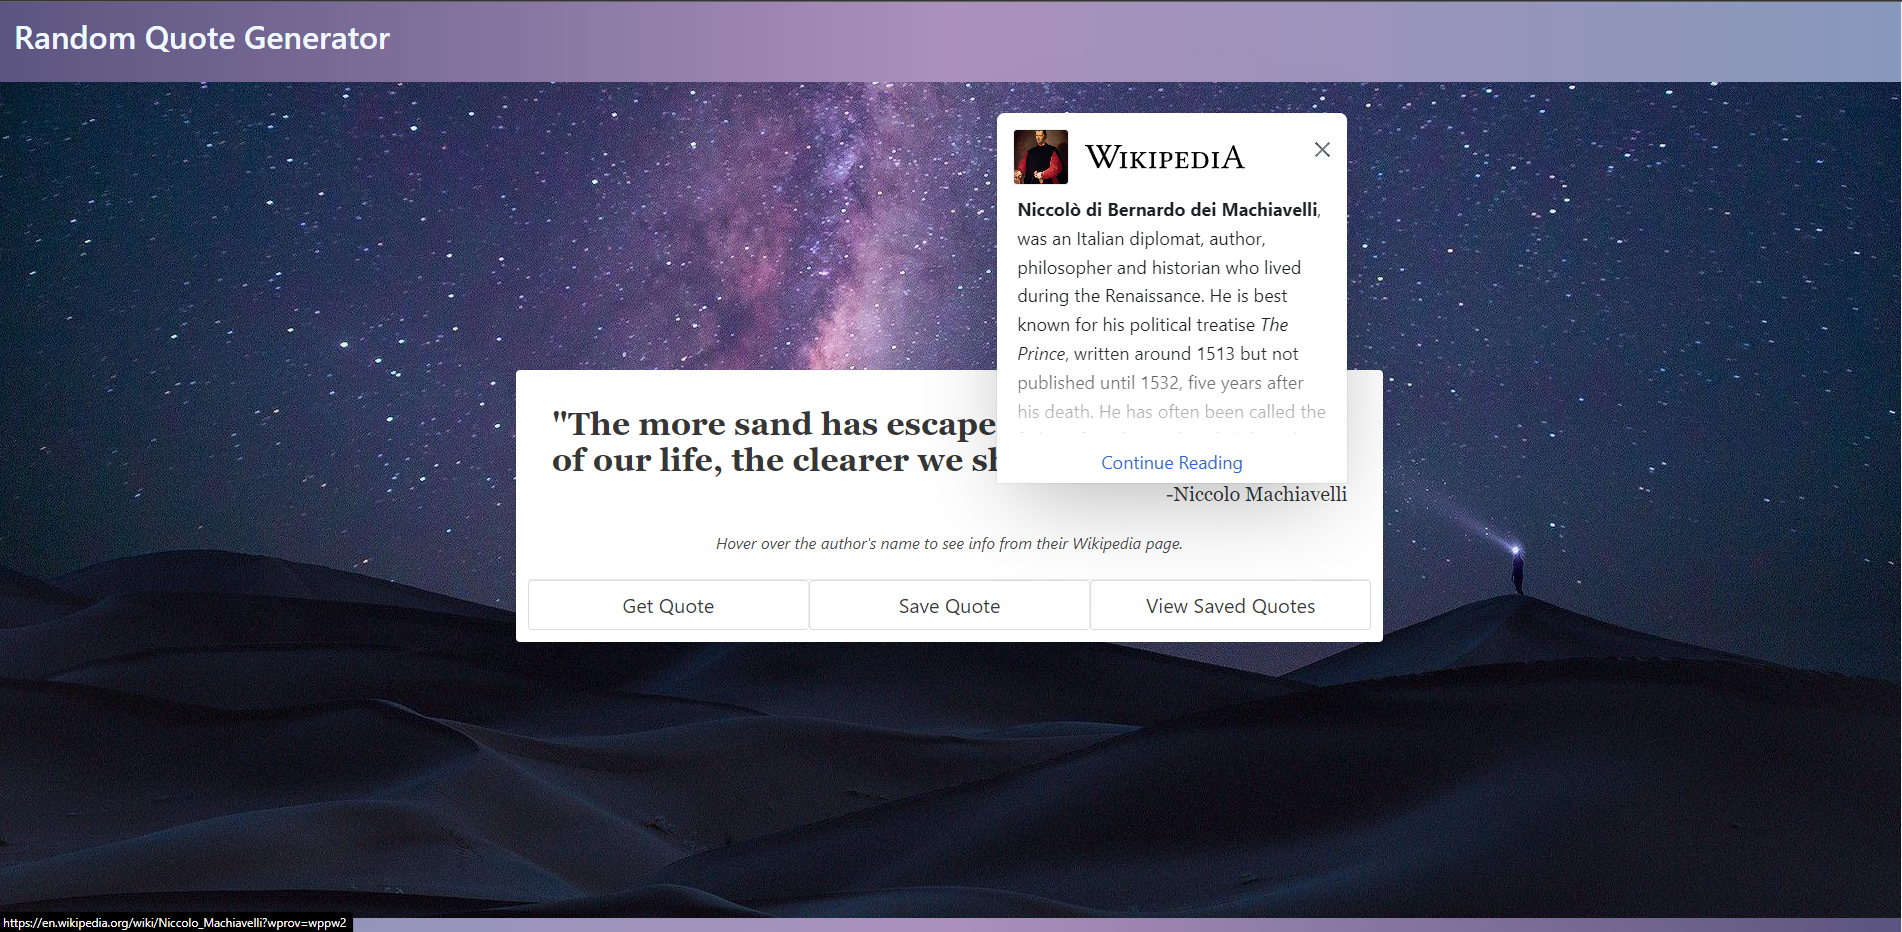 Random Quote Generator
WIKIPEDIA
Niccolò di Bernardo dei Machiavelli,
was an Italian diplomat, author,
philosopher and historian who lived
during the Renaissance. He is best
known for his political treatise The
Prince, written around 1513 but not
published until 1532, five years after
his death. He has often been called the
Continue Reading
"The more sand has escape
of our life, the clearer we sh
-Niccolo Machiavelli
Hover over the author's name to see info from their Wikipedia page.
Get Quote
Save Quote
View Saved Quotes
https://en.wikipedia.org/wiki/Niccolo_Machiavelli?wprov=wppw2